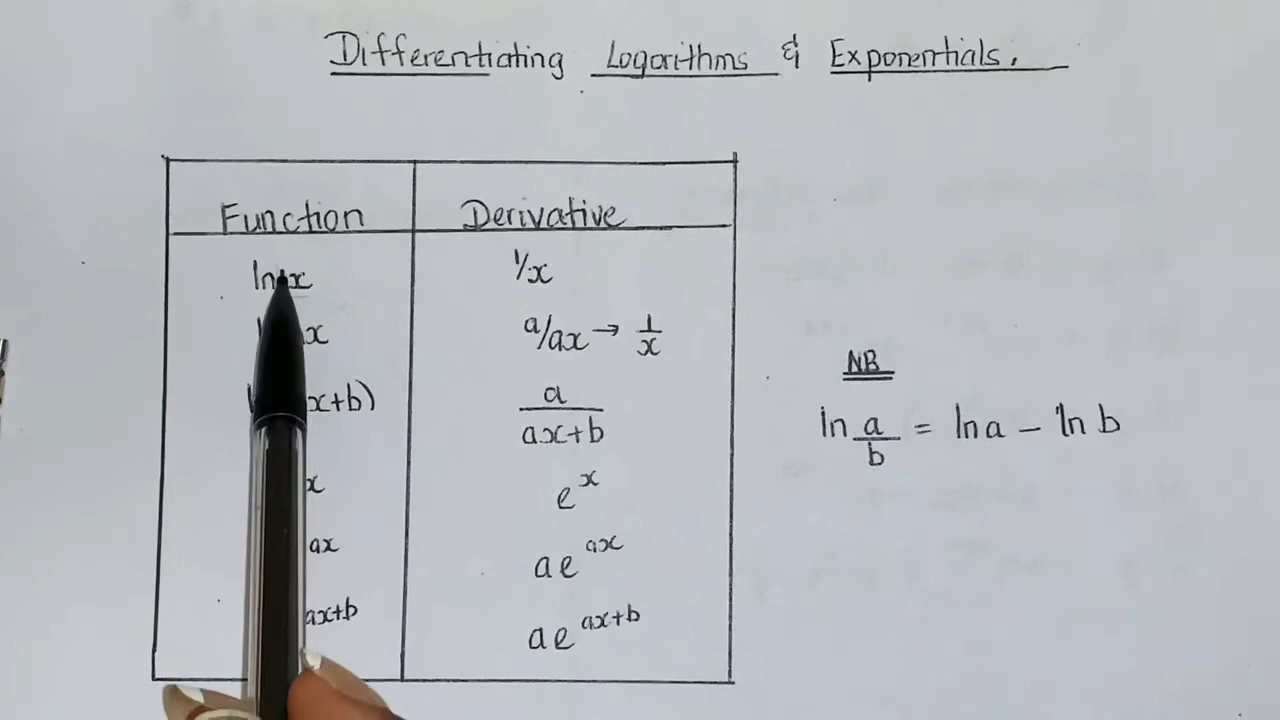 Differentiating Logarithms & Exponentials.
Function Derivative
ln x 1/x
x a/ax → 1/x
x+b) a/ax+b
x e^x
ax ae^ax
ax+b ae^ax+b
NB
ln a/b = ln a - ln b